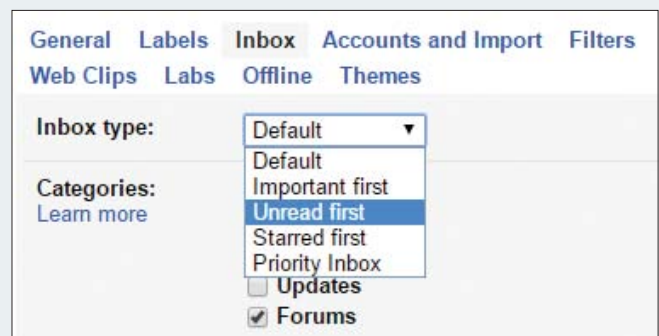 General Labels Inbox Accounts and Import Filters
Web Clips Labs Offline Themes
Inbox type: Default ▼
Default
Categories: Important first
Learn more Unread first
Starred first
Priority Inbox
Updates
Forums